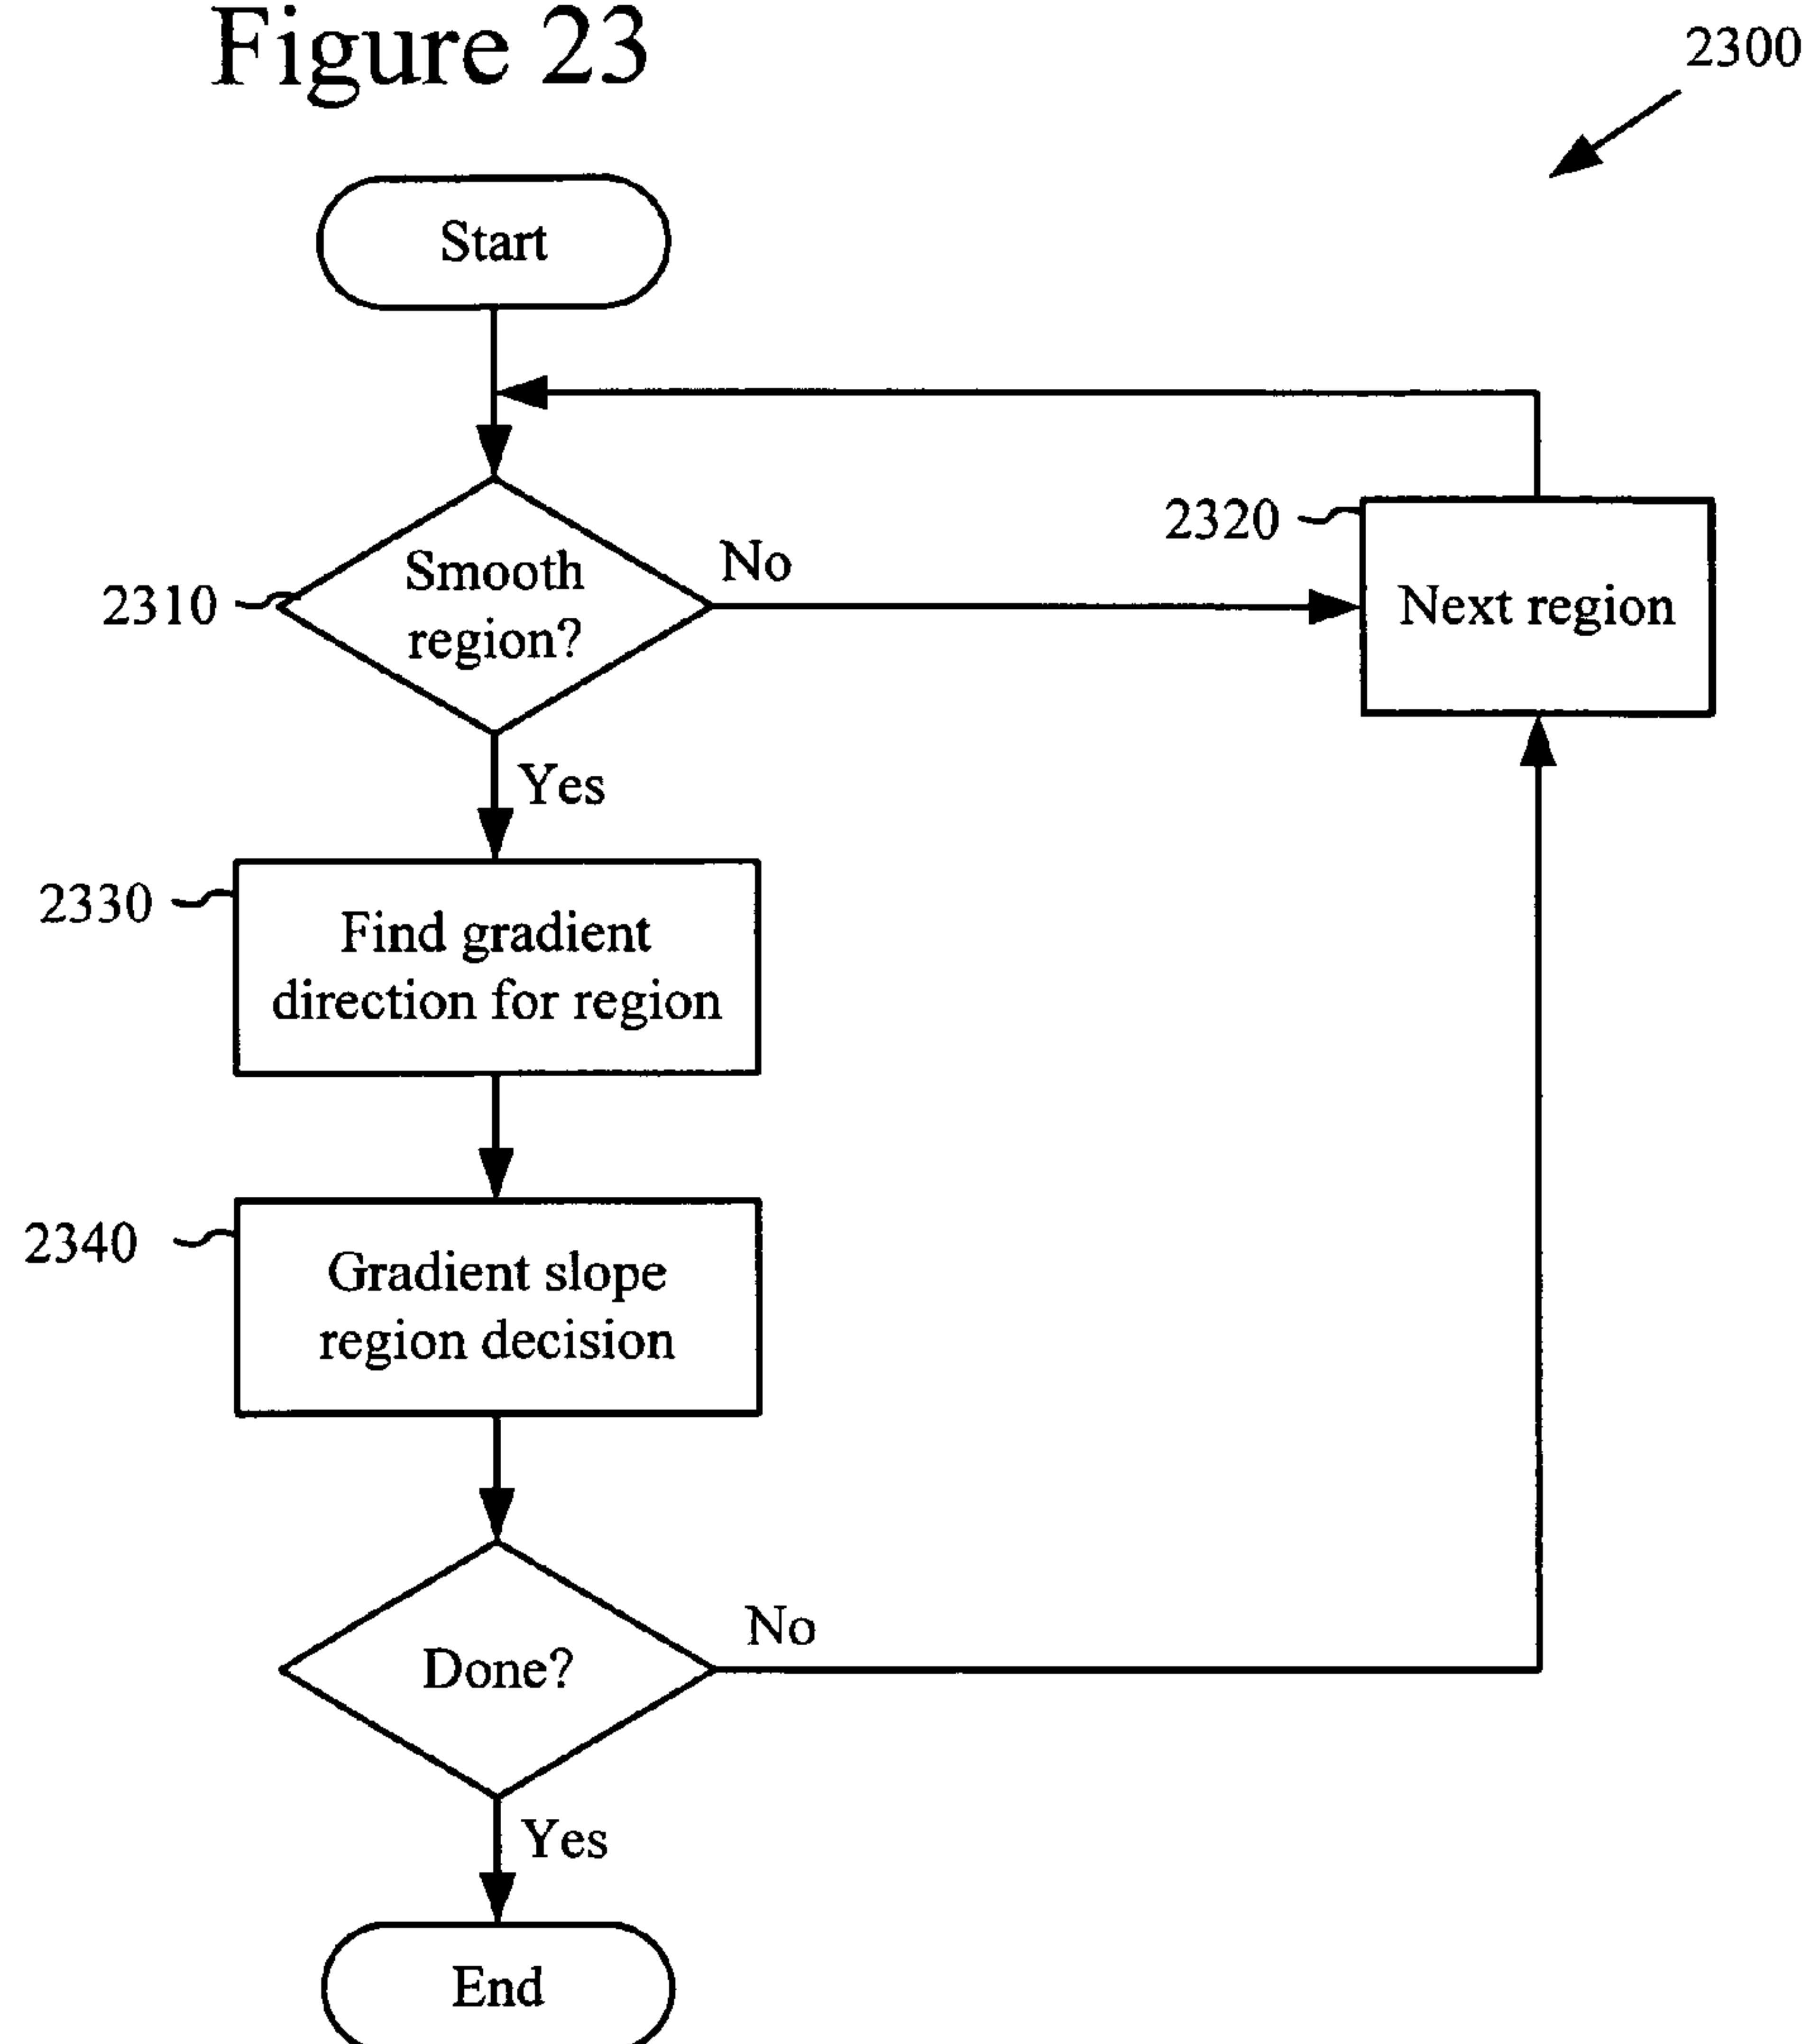 Figure 23
2300
Start
2310
Smooth
region?
No
2320
Next region
Yes
2330
Find gradient
direction for region
2340
Gradient slope
region decision
Done?
No
Yes
End